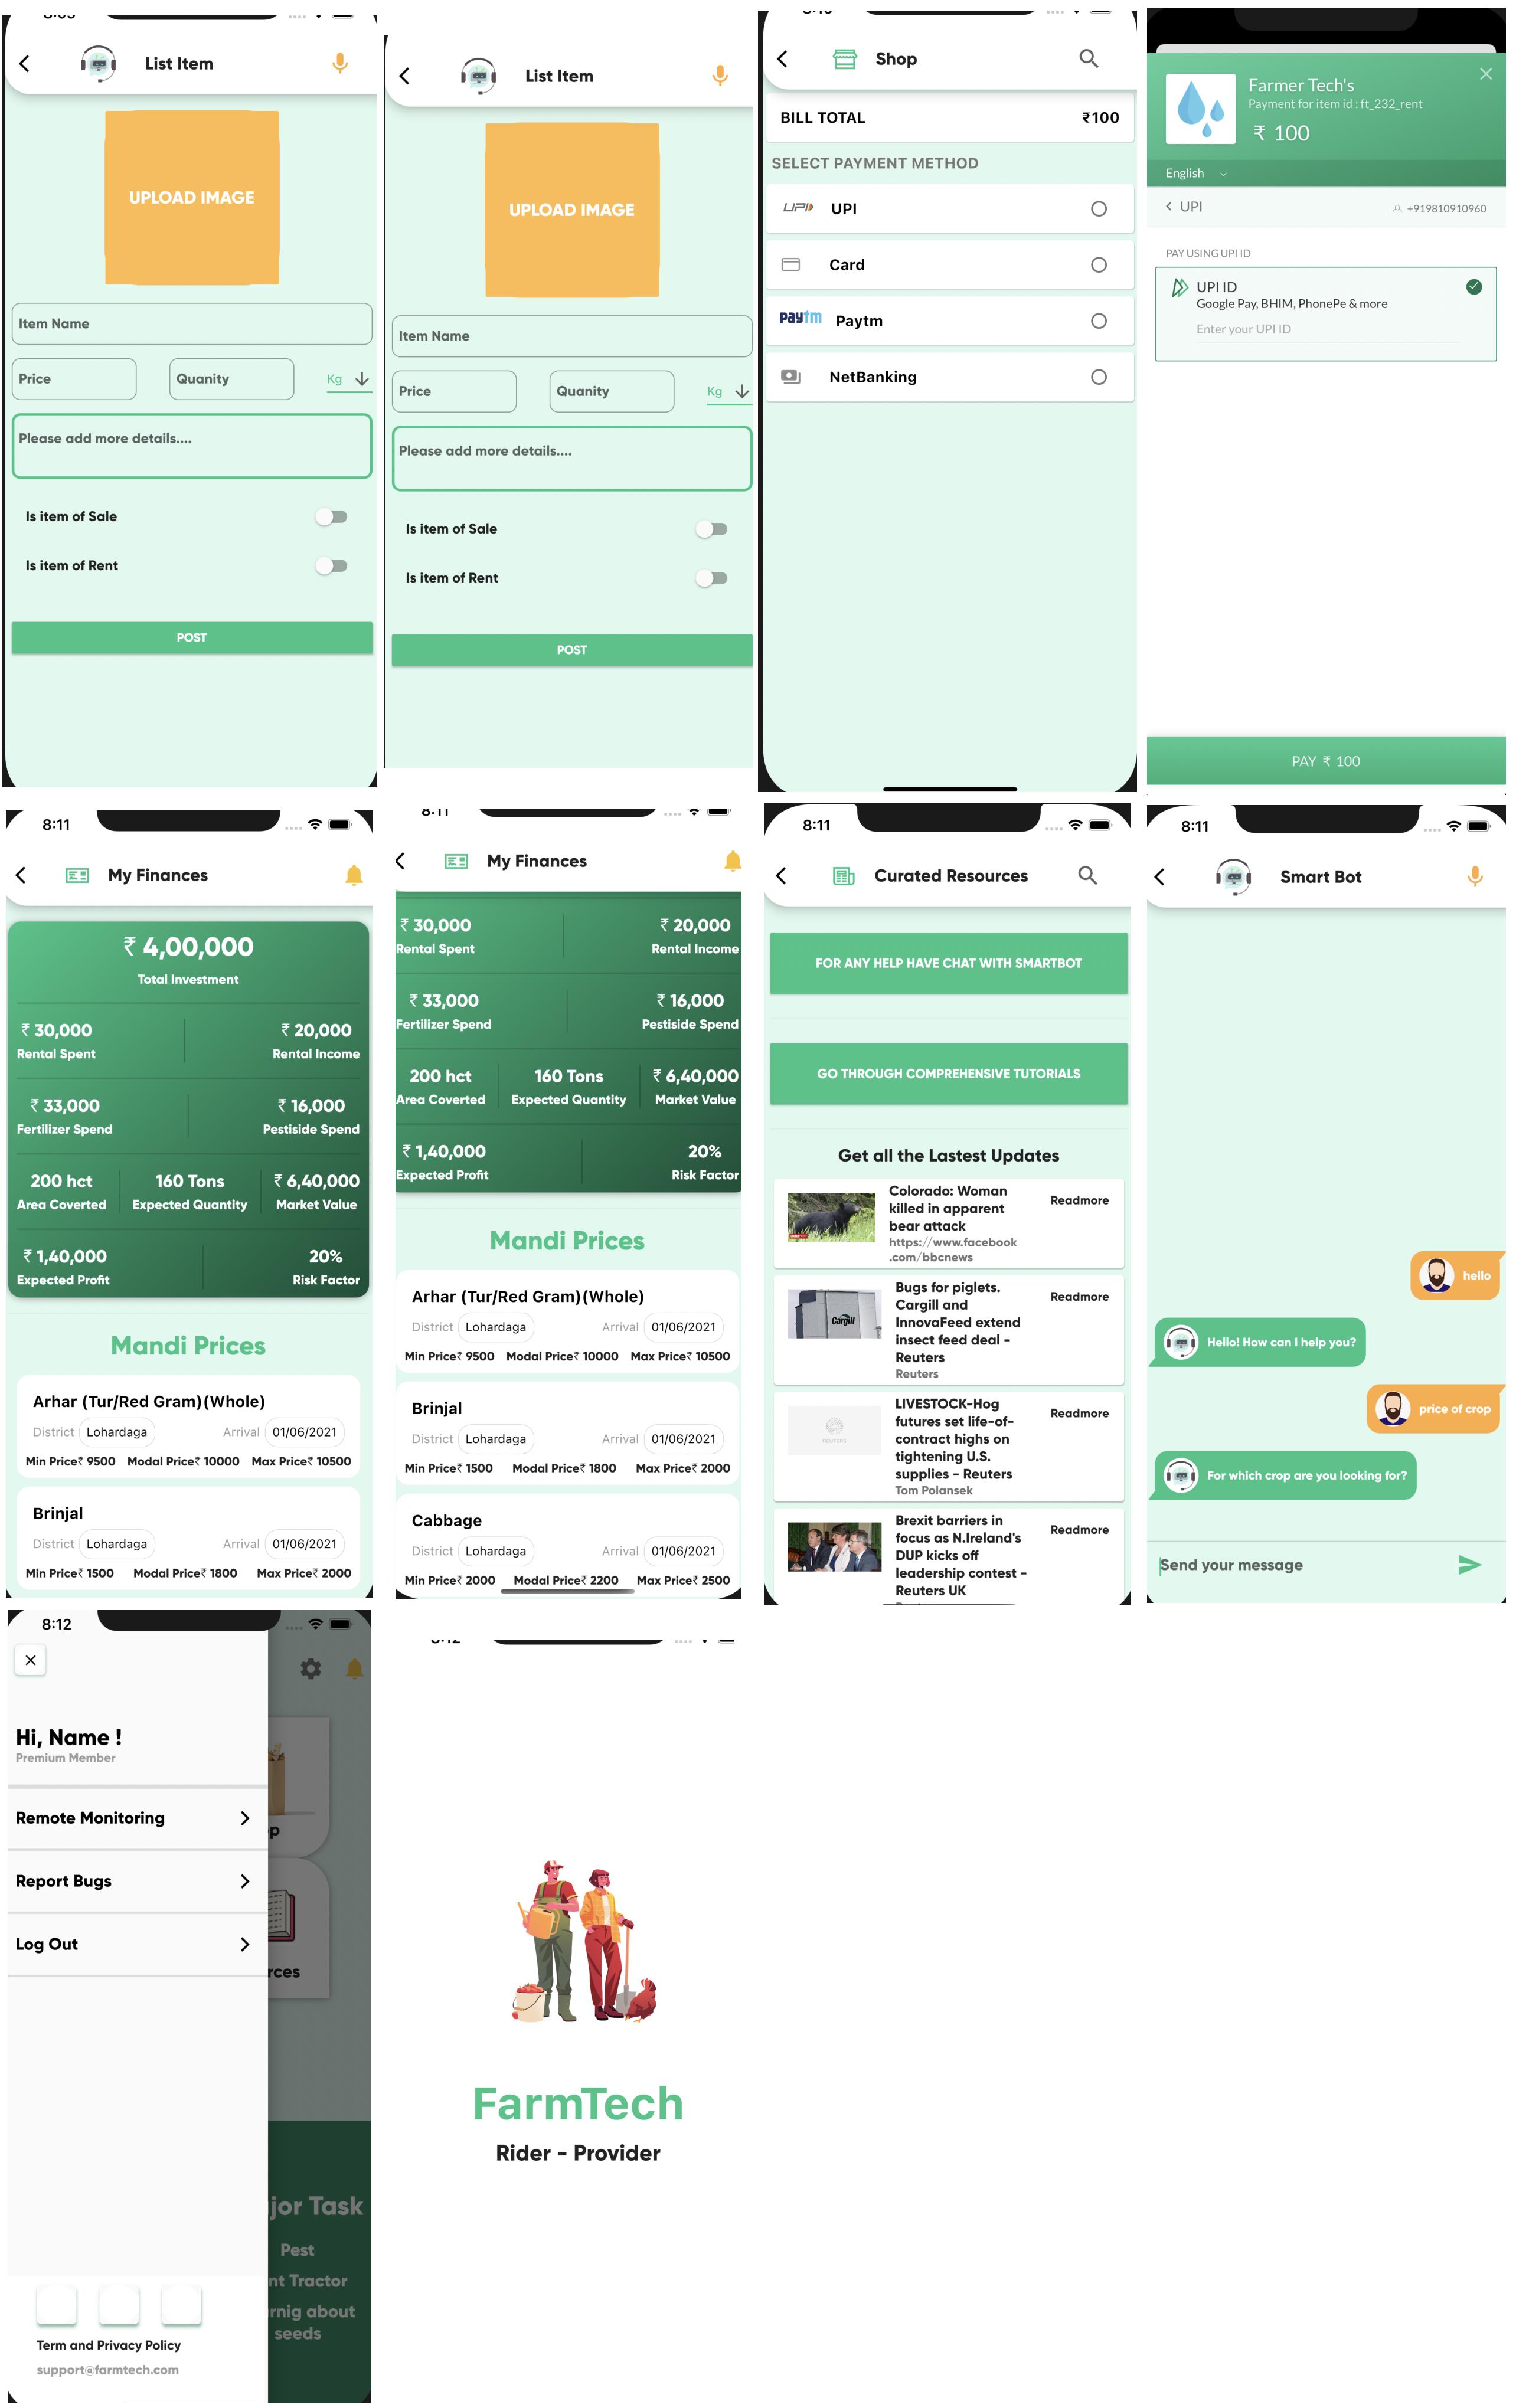 List Item
UPLOAD IMAGE
Item Name
Price
Quanity
Kg
Please add more details....
Is item of Sale
Is item of Rent
POST
List Item
UPLOAD IMAGE
Item Name
Price
Quanity
Kg
Please add more details....
Is item of Sale
Is item of Rent
POST
Shop
BILL TOTAL ₹100
SELECT PAYMENT METHOD
UPI UPI
Card
Paytm Paytm
NetBanking
Farmer Tech's
Payment for item id : ft_232_rent
₹ 100
English
UPI
+919810910960
PAY USING UPI ID
UPI ID
Google Pay, BHIM, PhonePe & more
Enter your UPI ID
PAY ₹ 100
8:11
My Finances
₹ 4,00,000
Total Investment
₹ 30,000 ₹ 20,000
Rental Spent Rental Income
₹ 33,000 ₹ 16,000
Fertilizer Spend Pestiside Spend
200 hct 160 Tons ₹ 6,40,000
Area Coverted Expected Quantity Market Value
₹ 1,40,000 20%
Expected Profit Risk Factor
Mandi Prices
Arhar (Tur/Red Gram)(Whole)
District Lohardaga Arrival 01/06/2021
Min Price₹ 9500 Modal Price₹ 10000 Max Price₹ 10500
Brinjal
District Lohardaga Arrival 01/06/2021
Min Price₹ 1500 Modal Price₹ 1800 Max Price₹ 2000
My Finances
₹ 30,000 ₹ 20,000
Rental Spent Rental Income
₹ 33,000 ₹ 16,000
Fertilizer Spend Pestiside Spend
200 hct 160 Tons ₹ 6,40,000
Area Coverted Expected Quantity Market Value
₹ 1,40,000 20%
Expected Profit Risk Factor
Mandi Prices
Arhar (Tur/Red Gram)(Whole)
District Lohardaga Arrival 01/06/2021
Min Price₹ 9500 Modal Price₹ 10000 Max Price₹ 10500
Brinjal
District Lohardaga Arrival 01/06/2021
Min Price₹ 1500 Modal Price₹ 1800 Max Price₹ 2000
Cabbage
District Lohardaga Arrival 01/06/2021
Min Price₹ 2000 Modal Price₹ 2200 Max Price₹ 2500
8:11
Curated Resources
FOR ANY HELP HAVE CHAT WITH SMARTBOT
GO THROUGH COMPREHENSIVE TUTORIALS
Get all the Lastest Updates
Colorado: Woman
killed in apparent
bear attack
https://www.facebook
.com/bbcnews
Readmore
Cargill
Bugs for piglets.
Cargill and
InnovaFeed extend
insect feed deal -
Reuters
Reuters
Readmore
REUTERS
LIVESTOCK-Hog
futures set life-of-
contract highs on
tightening U.S.
supplies - Reuters
Tom Polansek
Readmore
Brexit barriers in
focus as N.Ireland's
DUP kicks off
leadership contest -
Reuters UK
Readmore
8:11
Smart Bot
hello
Hello! How can I help you?
price of crop
For which crop are you looking for?
Send your message
8:12
Hi, Name !
Premium Member
Remote Monitoring
Report Bugs
Log Out
Term and Privacy Policy
support@farmtech.com
p
rces
jor Task
Pest
nt Tractor
rnig about
seeds
FarmTech
Rider - Provider